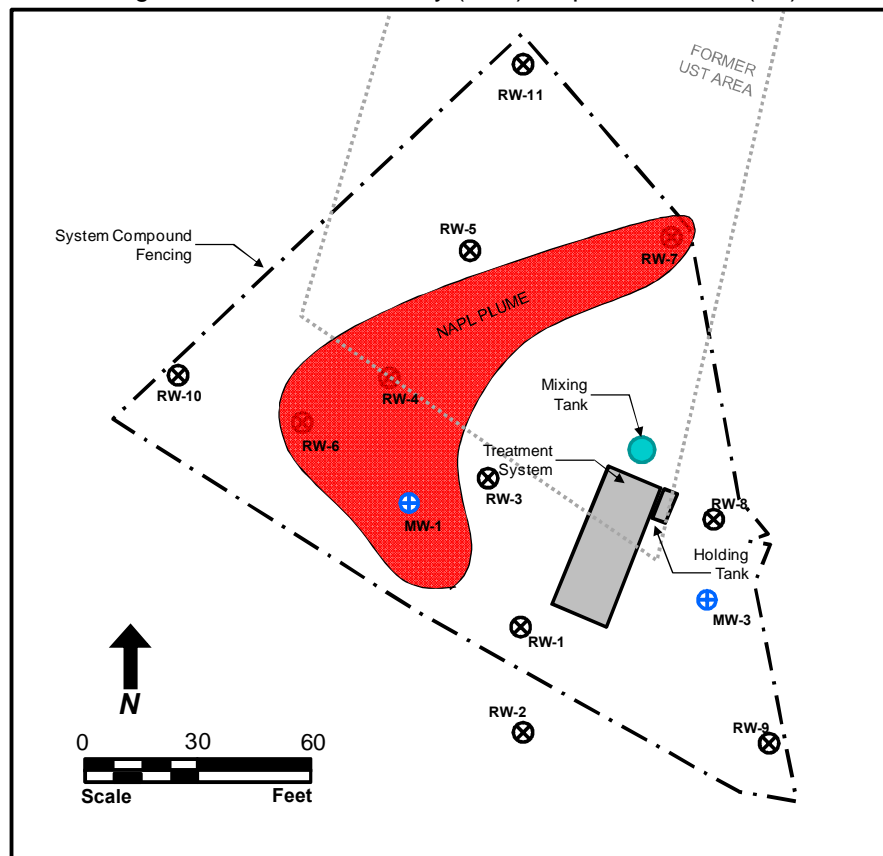 FORMER
UST AREA
RW-11
RW-5
System Compound
Fencing
RW-7
NAPL PLUME
Mixing
Tank
RW-10
RW-4
RW-6
Treatment
System
RW-3
RW-8
MW-1
Holding
Tank
MW-3
RW-1
RW-2
RW-9
N
0 30 60
Scale Feet